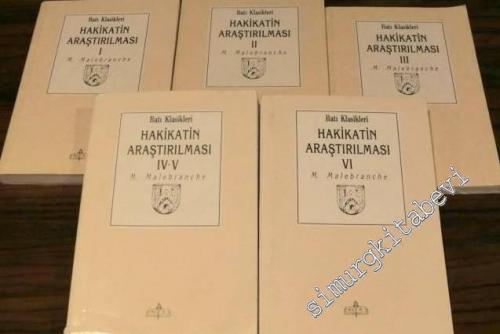 Batı Klasikleri
HAKİKATİN
ARAŞTIRILMASI
I
M. Malebranche
Batı Klasikleri
HAKİKATİN
ARAŞTIRILMASI
II
M. Malebranche
Batı Klasikleri
HAKİKATİN
ARAŞTIRILMASI
III
M. Malebranche
Batı Klasikleri
HAKİKATİN
ARAŞTIRILMASI
IV-V
M. Malebranche
Batı Klasikleri
HAKİKATİN
ARAŞTIRILMASI
VI
M. Malebranche
simurgkitabevi